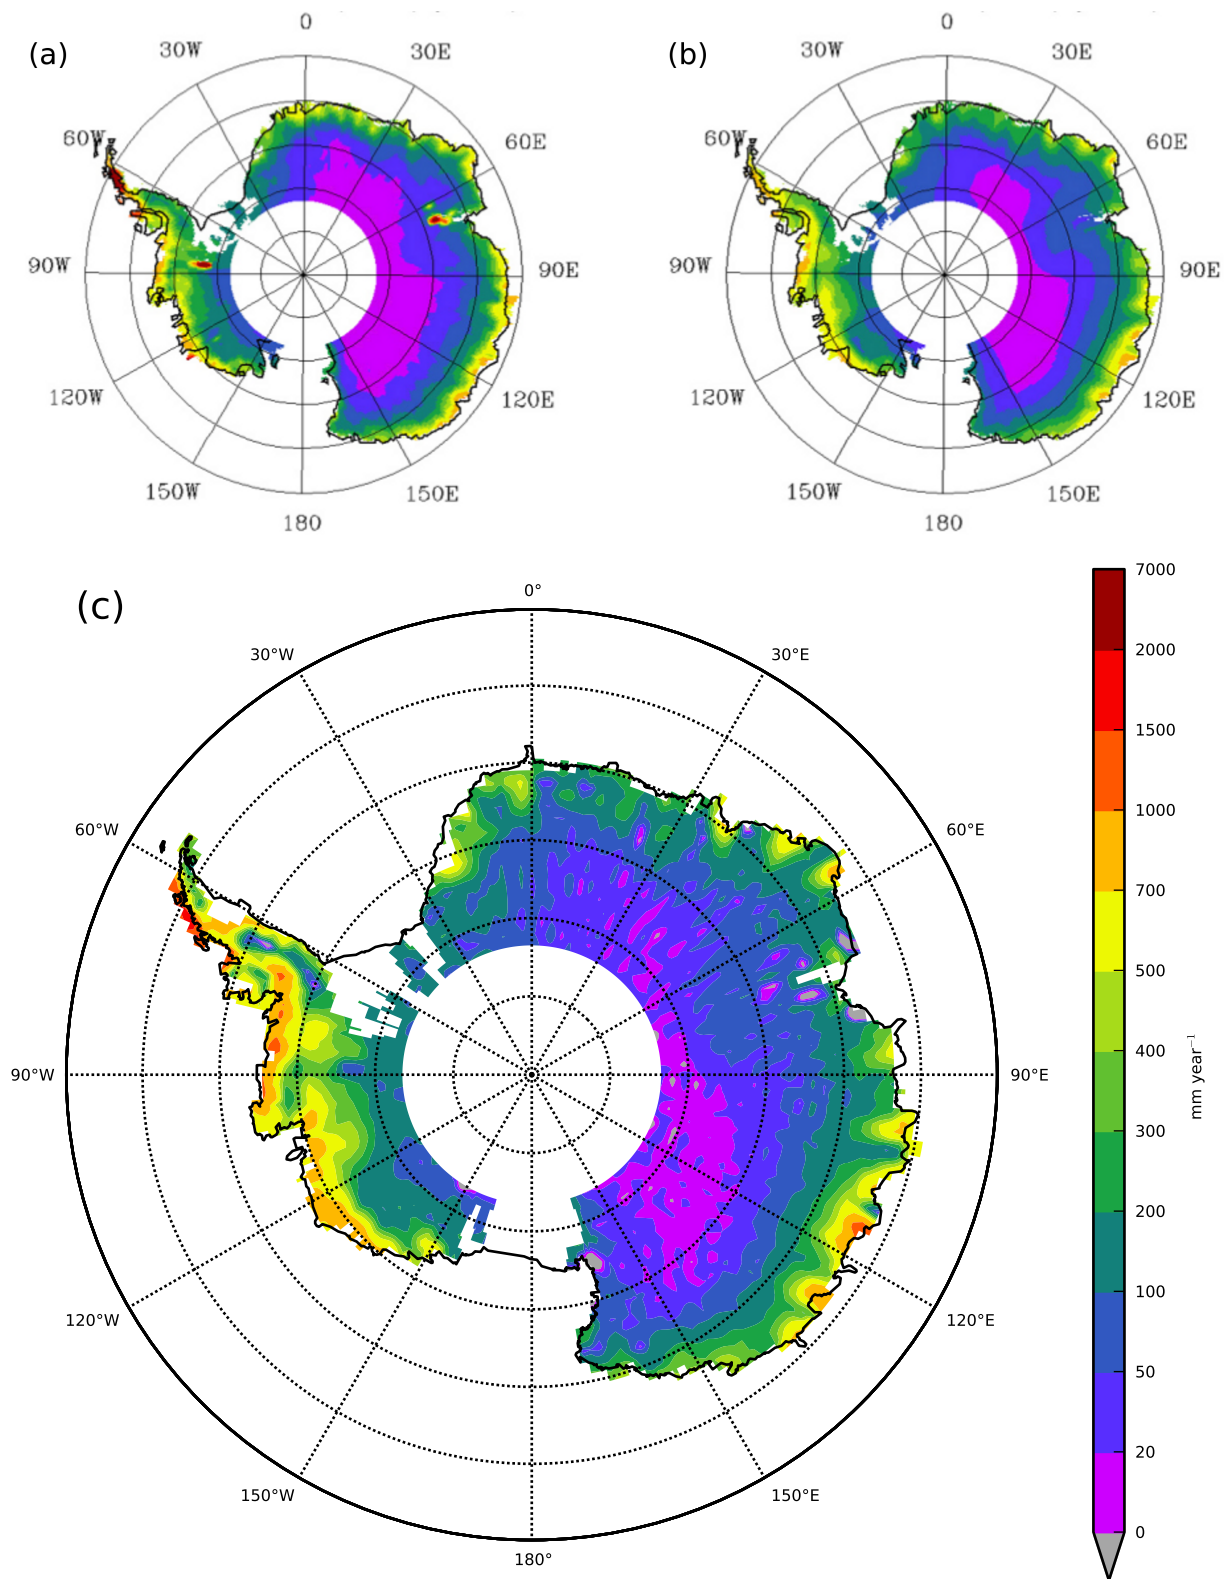 0 0
(a) 30W 30E (b) 30W 30E
60W 60E 60W 60E
90W 90E 90W 90E
120W 120E 120W 120E
150W 150E 150W 150E
180 180
(c)
0°
30°W 30°E
60°W 60°E
90°W 90°E
120°W 120°E
150°W 150°E
180°
7000
2000
1500
1000
700
500
400
300
200
100
50
20
0
mm year⁻¹